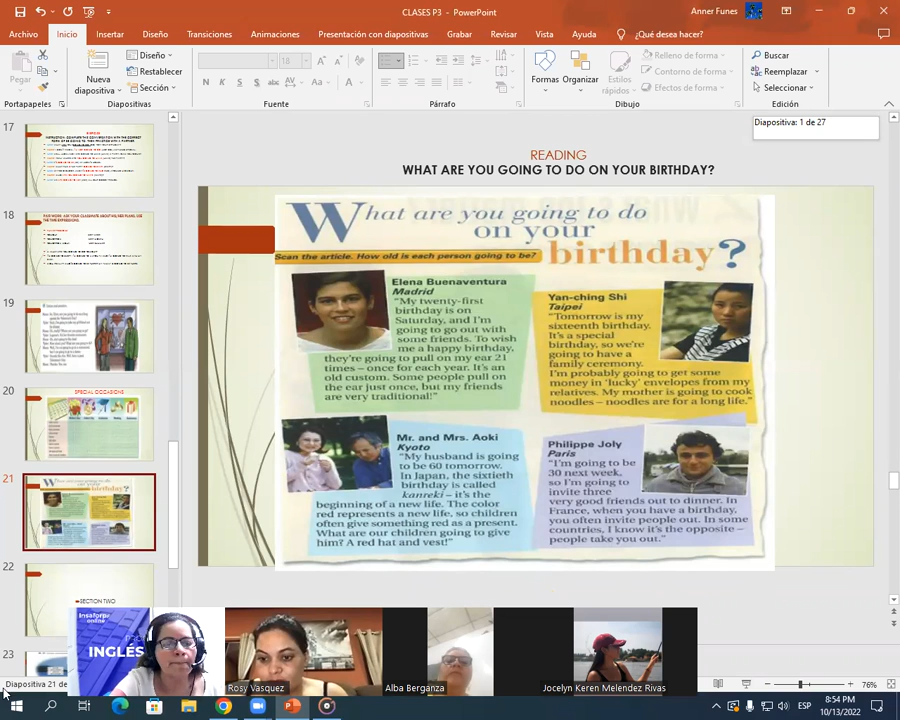 CLASES P3 - PowerPoint
Anner Funes
Archivo Inicio Insertar Diseño Transiciones Animaciones Presentación con diapositivas Grabar Revisar Vista Ayuda ¿Qué desea hacer?
Pegar
Nueva diapositiva
Diseño
Restablecer
Sección
18
N K S S abc AV Aa A
Formas
Organizar
Estilos rápidos
Relleno de forma
Contorno de forma
Efectos de forma
Buscar
Reemplazar
Seleccionar
Portapapeles Diapositivas Fuente Párrafo Dibujo Edición
Diapositiva: 1 de 27
17
18
19
20
SPECIAL OCCASIONS
21
22
SECTION TWO
23
READING
WHAT ARE YOU GOING TO DO ON YOUR BIRTHDAY?
What are you going to do
on your
birthday?
Scan the article. How old is each person going to be?
Elena Buenaventura
Madrid
"My twenty-first
birthday is on
Saturday, and I'm
going to go out with
some friends. To wish
me a happy birthday,
they're going to pull on my ear 21
times – once for each year. It's an
old custom. Some people pull on
the ear just once, but my friends
are very traditional!"
Yan-ching Shi
Taipei
"Tomorrow is my
sixteenth birthday.
It's a special
birthday, so we're
going to have a
family ceremony.
I'm probably going to get some
money in 'lucky' envelopes from my
relatives. My mother is going to cook
noodles – noodles are for a long life."
Mr. and Mrs. Aoki
Kyoto
"My husband is going
to be 60 tomorrow.
In Japan, the sixtieth
birthday is called
kanreki – it's the
beginning of a new life. The color
red represents a new life, so children
often give something red as a present.
What are our children going to give
him? A red hat and vest!"
Philippe Joly
Paris
"I'm going to be
30 next week,
so I'm going to
invite three
very good friends out to dinner. In
France, when you have a birthday,
you often invite people out. In some
countries, I know it's the opposite –
people take you out."
Insaforp
online
INGLÉS
Rosy Vasquez
Alba Berganza
Jocelyn Keren Melendez Rivas
Diapositiva 21 de
76%
ESP
8:54 PM
10/13/2022